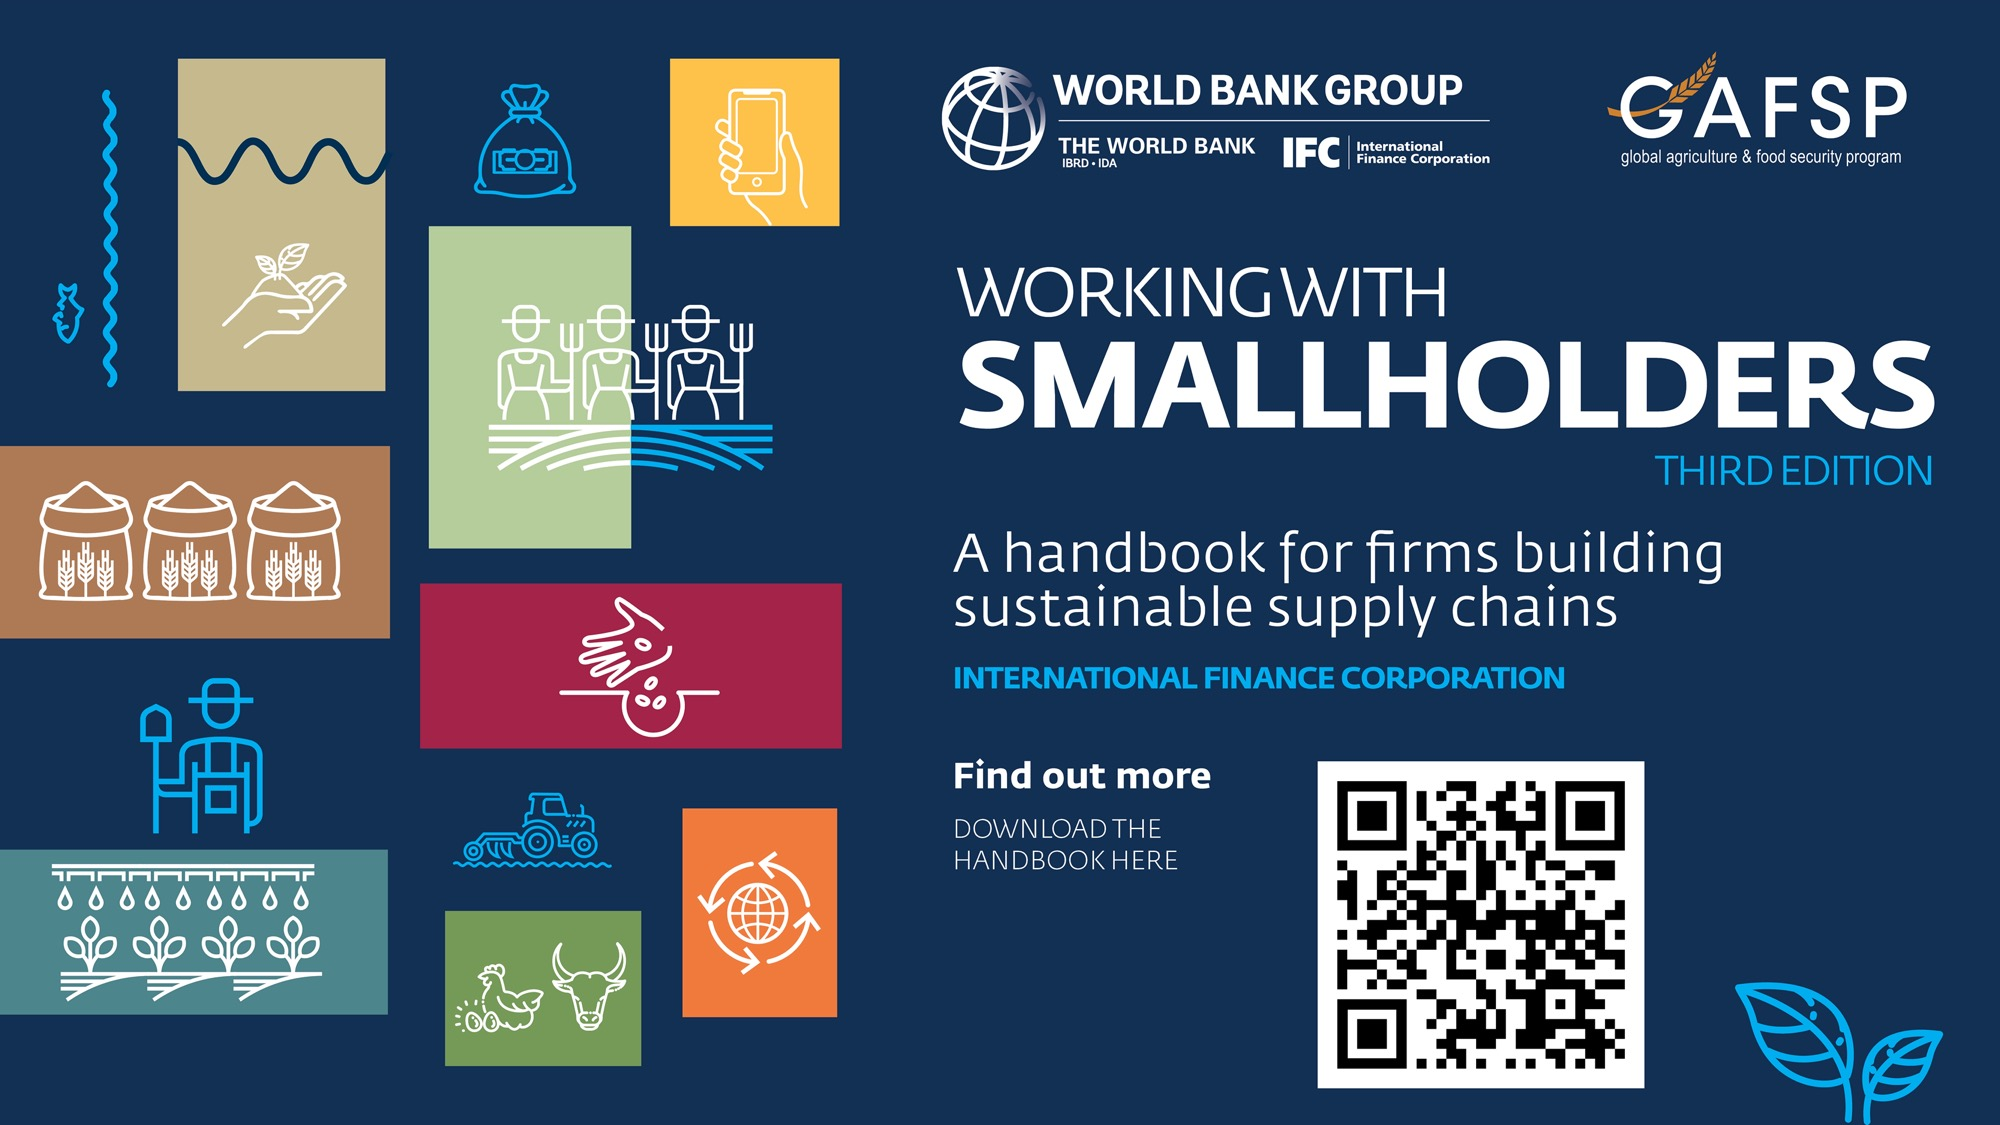 WORLD BANK GROUP
THE WORLD BANK
IBRD • IDA
IFC
International
Finance Corporation
GAFSP
global agriculture & food security program
WORKING WITH
SMALLHOLDERS
THIRD EDITION
A handbook for firms building
sustainable supply chains
INTERNATIONAL FINANCE CORPORATION
Find out more
DOWNLOAD THE
HANDBOOK HERE